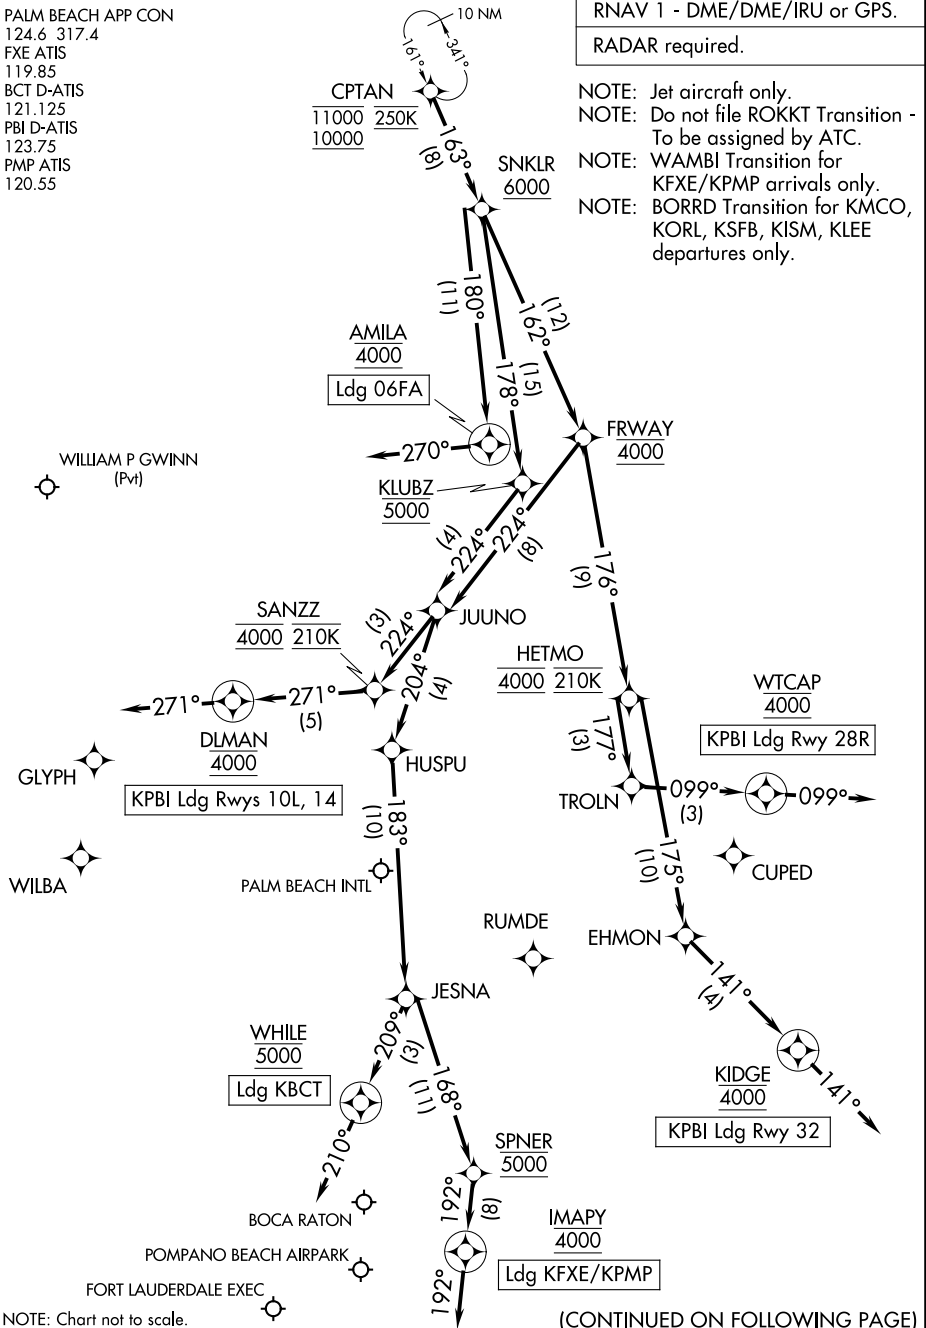 PALM BEACH APP CON
124.6 317.4
FXE ATIS
119.85
BCT D-ATIS
121.125
PBI D-ATIS
123.75
PMP ATIS
120.55
RNAV 1 - DME/DME/IRU or GPS.
RADAR required.
NOTE: Jet aircraft only.
NOTE: Do not file ROKKT Transition -
To be assigned by ATC.
NOTE: WAMBI Transition for
KFXE/KPMP arrivals only.
NOTE: BORRD Transition for KMCO,
KORL, KSFB, KISM, KLEE
departures only.
10 NM
161°
341°
CPTAN
11000 250K
10000
163°
(8)
SNKLR
6000
180°
(11)
178°
(15)
162°
(12)
AMILA
4000
Ldg 06FA
270°
FRWAY
4000
WILLIAM P GWINN
(Pvt)
KLUBZ
5000
224°
(4)
224°
(8)
176°
(9)
JUUNO
SANZZ
4000 210K
224°
(3)
204°
(4)
HETMO
4000 210K
WTCAP
4000
KPBI Ldg Rwy 28R
271°
271°
(5)
DLMAN
4000
KPBI Ldg Rwys 10L, 14
HUSPU
177°
(3)
TROLN
099°
(3)
099°
GLYPH
183°
(10)
175°
(10)
CUPED
WILBA
PALM BEACH INTL
RUMDE
EHMON
141°
(4)
JESNA
WHILE
5000
Ldg KBCT
209°
(3)
168°
(11)
KIDGE
4000
KPBI Ldg Rwy 32
141°
210°
SPNER
5000
192°
(8)
BOCA RATON
IMAPY
4000
Ldg KFXE/KPMP
POMPANO BEACH AIRPARK
FORT LAUDERDALE EXEC
192°
NOTE: Chart not to scale.
(CONTINUED ON FOLLOWING PAGE)